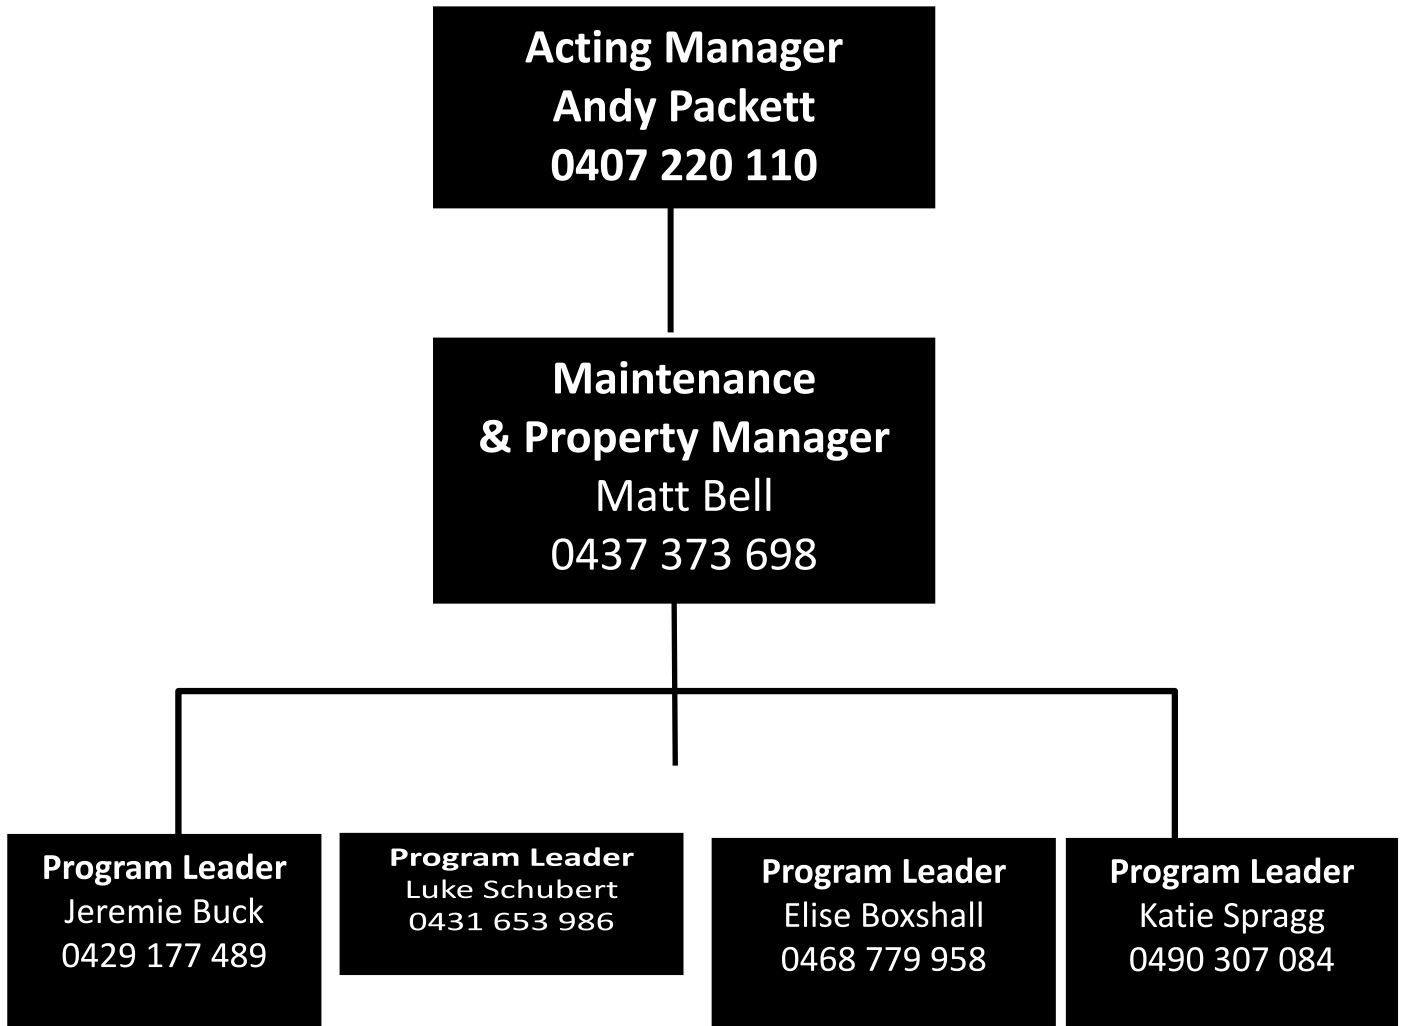 Acting Manager
Andy Packett
0407 220 110
Maintenance
& Property Manager
Matt Bell
0437 373 698
Program Leader
Jeremie Buck
0429 177 489
Program Leader
Luke Schubert
0431 653 986
Program Leader
Elise Boxshall
0468 779 958
Program Leader
Katie Spragg
0490 307 084